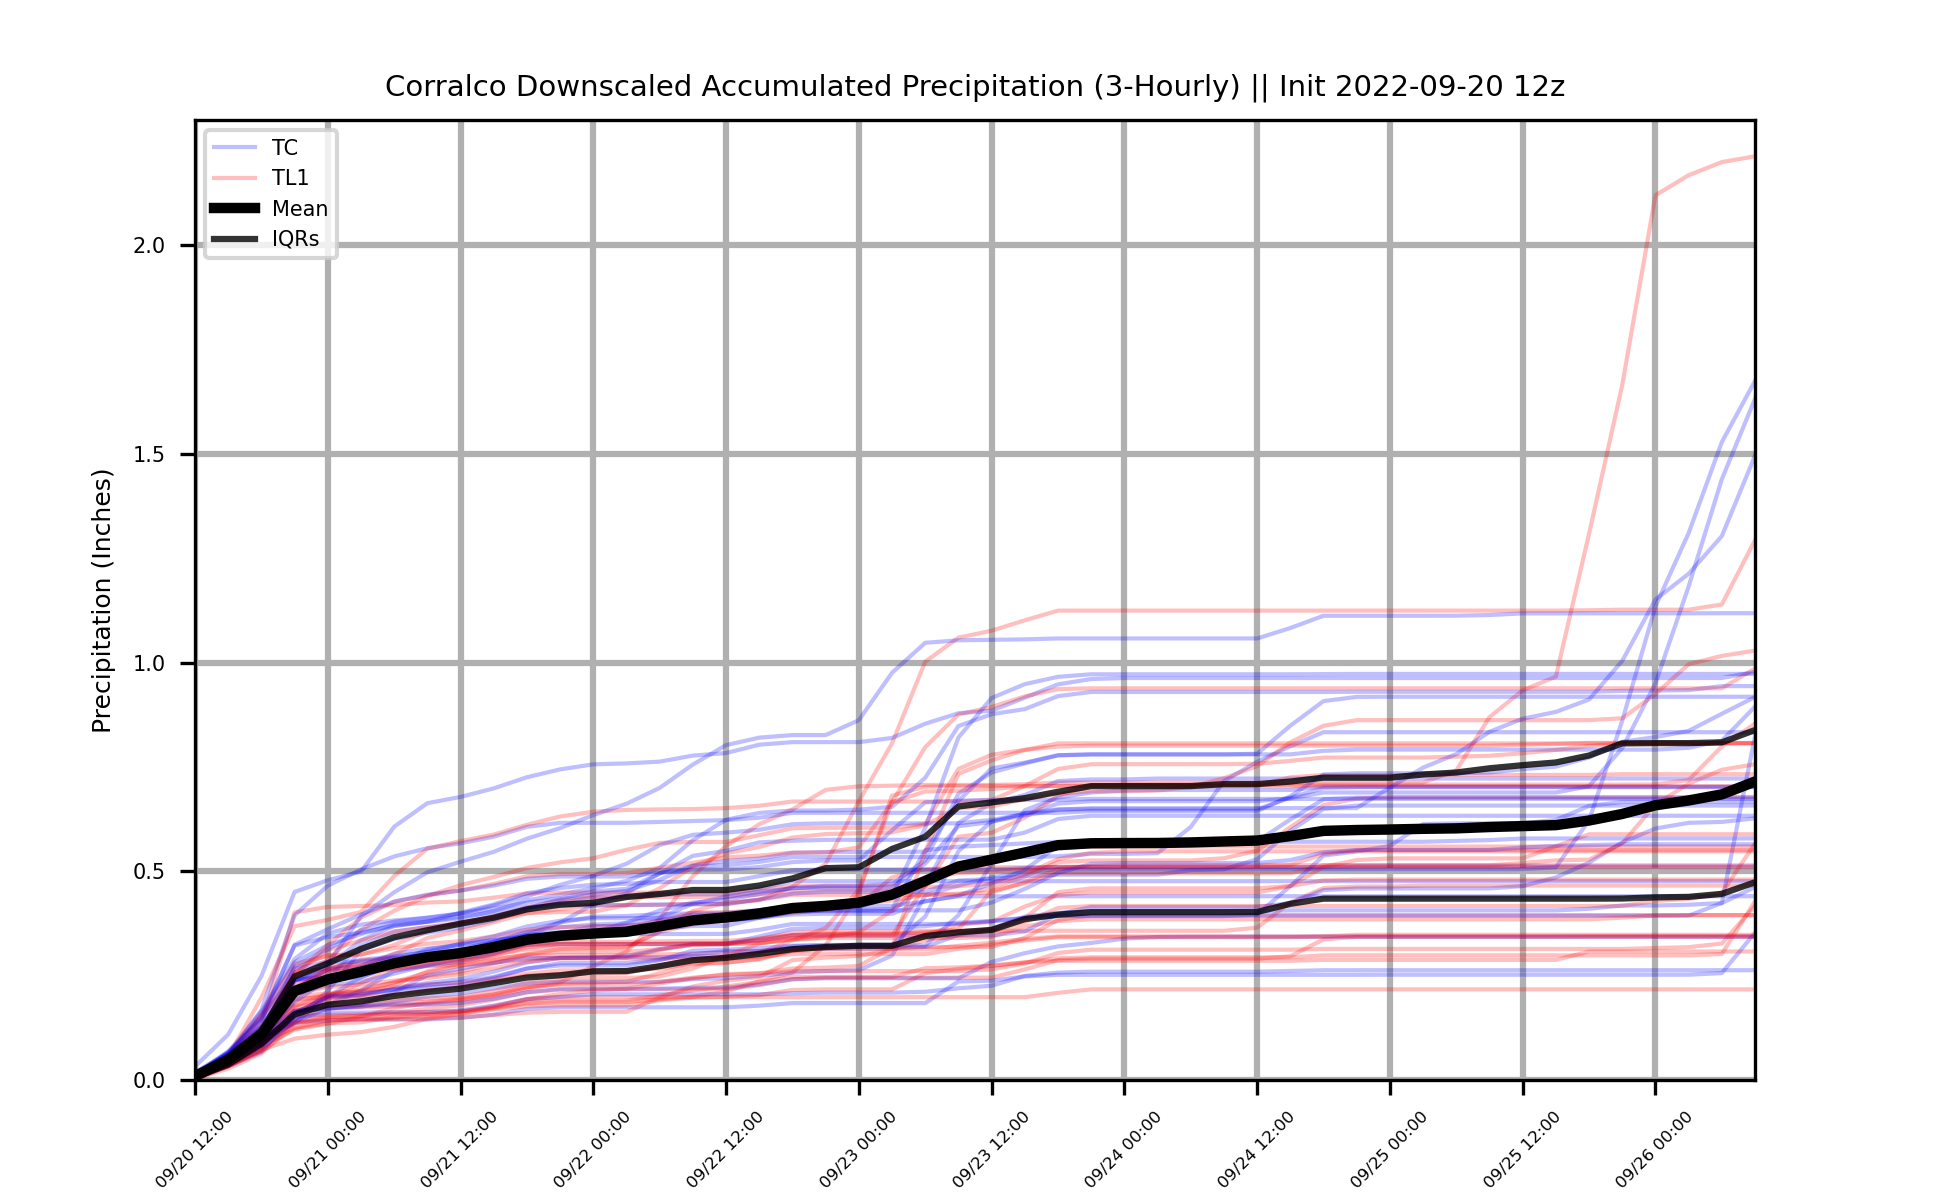 Corralco Downscaled Accumulated Precipitation (3-Hourly) || Init 2022-09-20 12z
TC
TL1
Mean
IQRs
Precipitation (Inches)
2.0
1.5
1.0
0.5
0.0
09/20 12:00
09/21 00:00
09/21 12:00
09/22 00:00
09/22 12:00
09/23 00:00
09/23 12:00
09/24 00:00
09/24 12:00
09/25 00:00
09/25 12:00
09/26 00:00